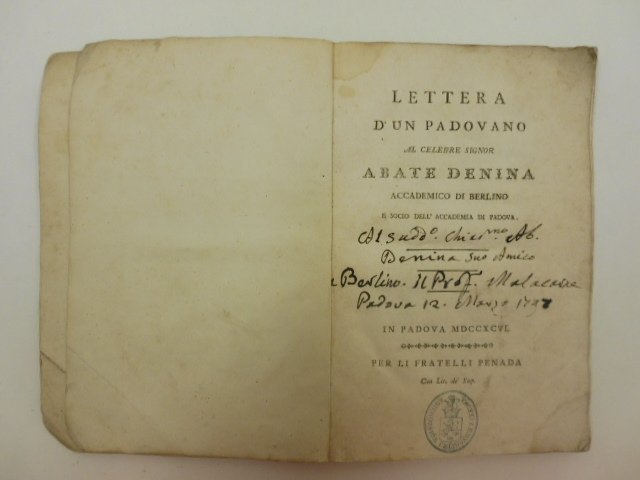 LETTERA
D'UN PADOVANO
AL CELEBRE SIGNOR
ABATE DENINA
ACCADEMICO DI BERLINO
E SOCIO DELL' ACCADEMIA DI PADOVA.
Al sudd.o Chiar.mo Ab.
Denina suo Amico
a Berlino. Il Prof. Malacarne
Padova 12. Marzo 1797
IN PADOVA MDCCXCVI.
PER LI FRATELLI PENADA
Con Lic. de' Sup.